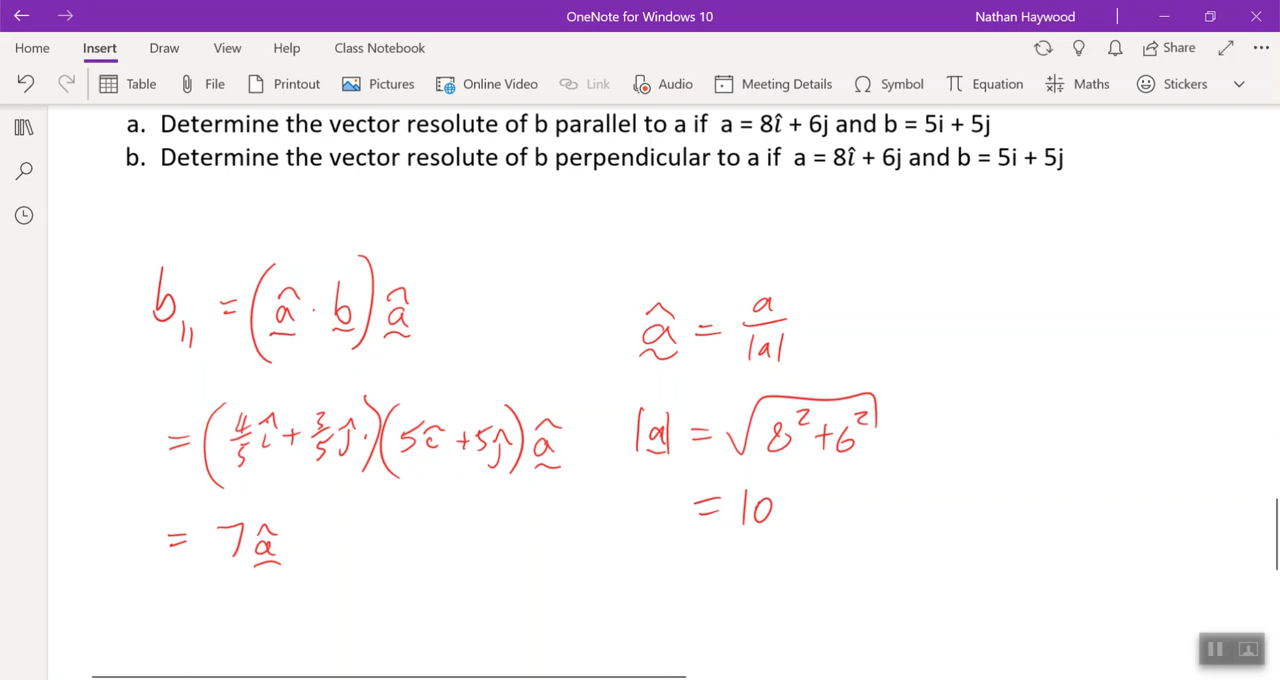 OneNote for Windows 10
Nathan Haywood
Home Insert Draw View Help Class Notebook Share
Table File Printout Pictures Online Video Link Audio Meeting Details Symbol Equation Maths Stickers
a. Determine the vector resolute of b parallel to a if a = 8î + 6j and b = 5i + 5j
b. Determine the vector resolute of b perpendicular to a if a = 8î + 6j and b = 5i + 5j
b∥ = (â · b) â
= (4/5 î + 3/5 ĵ ·)(5î + 5ĵ) â
= 7 â
â = a/|a|
|a| = √(8² + 6²)
= 10